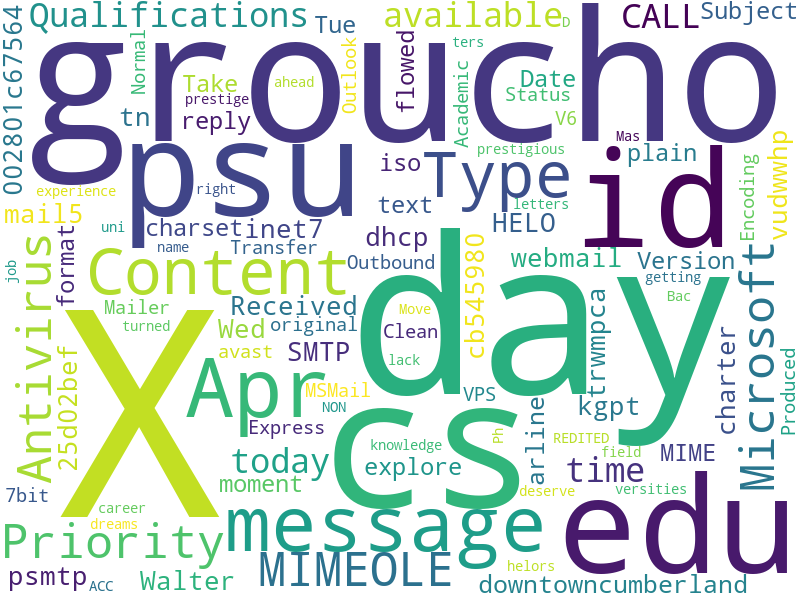 002801c67564
Qualifications
Tue
available
D
CALL
Subject
groucho
Normal
Take
ahead
prestige
reply
tn
Outlook
flowed
ters
Academic
Date
Status
V6
prestigious
Mas
plain
psu
iso
Type
id
Encoding
vudwwhp
experience
right
text
letters
mail5
uni
charset
inet7
name
Transfer
dhcp
HELO
format
job
Content
Outbound
webmail
Version
getting
Bac
day
cb545980
Antivirus
Mailer
turned
Received
original
Move
Clean
Wed
avast
SMTP
lack
trwmpca
Microsoft
charter
Produced
X
Apr
MSMail
NON
VPS
kgpt
25d02bef
Express
cs
knowledge
Ph
arline
REDITED
field
MIME
today
explore
time
7bit
moment
deserve
versities
career
dreams
Priority
message
edu
helors
psmtp
ACC
Walter
MIMEOLE
downtowncumberland